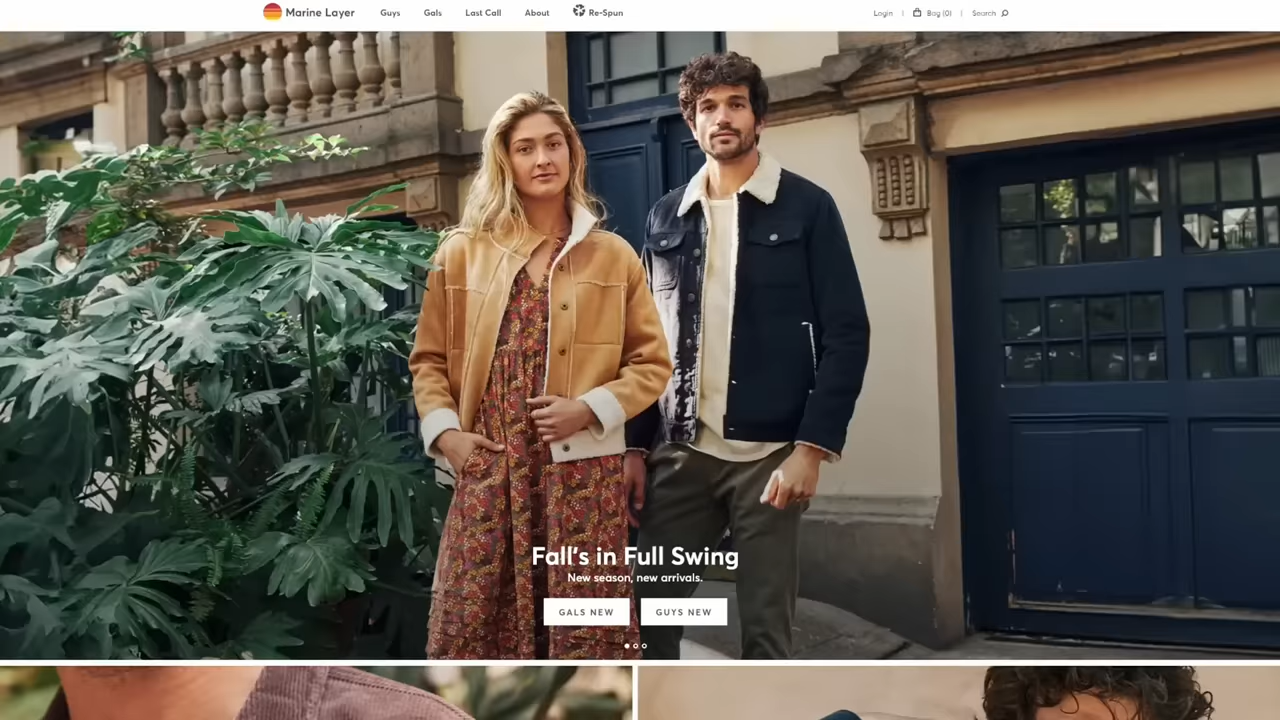 Marine Layer Guys Gals Last Call About Re-Spun Login | Bag (0) | Search
Fall's in Full Swing
New season, new arrivals.
GALS NEW GUYS NEW